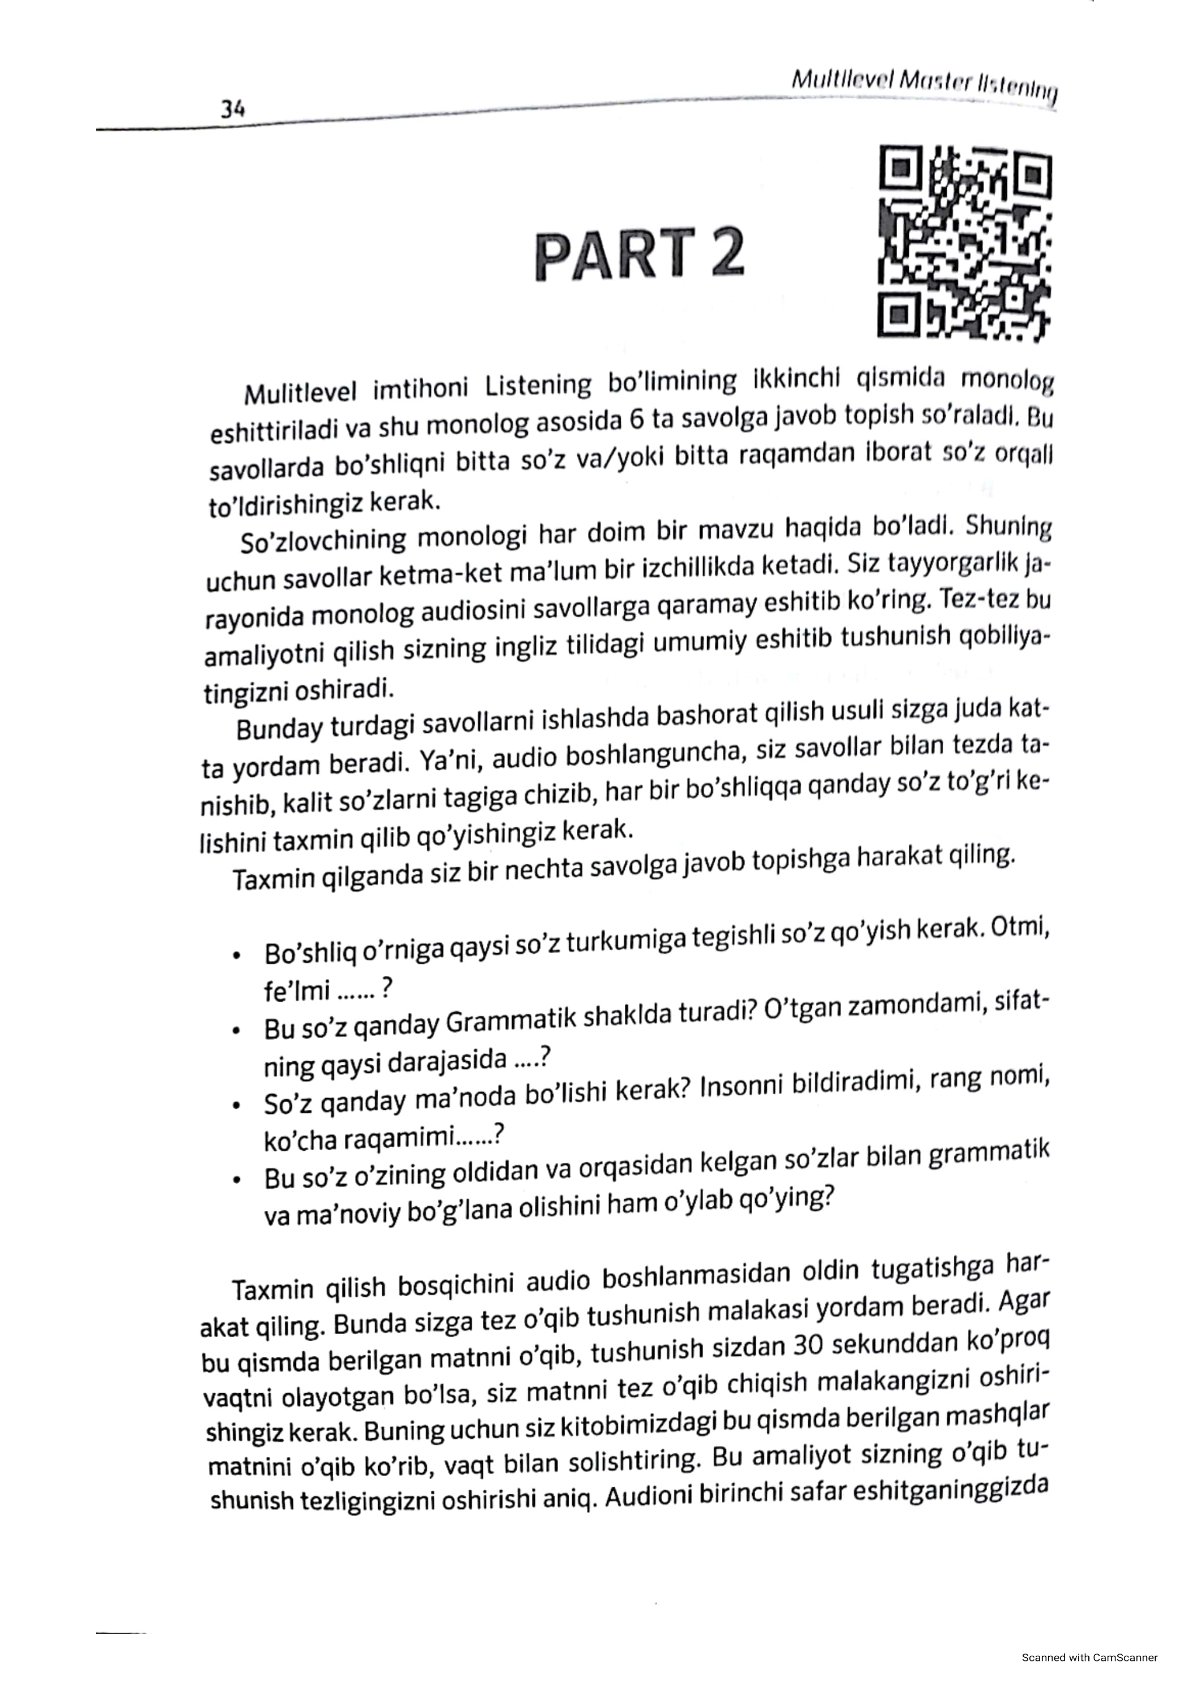 Multilevel Master listening
34
PART 2
Mulitlevel imtihoni Listening bo'limining ikkinchi qismida monolog
eshittiriladi va shu monolog asosida 6 ta savolga javob topish so'raladi. Bu
savollarda bo'shliqni bitta so'z va/yoki bitta raqamdan iborat so'z orqali
to'ldirishingiz kerak.
So'zlovchining monologi har doim bir mavzu haqida bo'ladi. Shuning
uchun savollar ketma-ket ma'lum bir izchillikda ketadi. Siz tayyorgarlik ja-
rayonida monolog audiosini savollarga qaramay eshitib ko'ring. Tez-tez bu
amaliyotni qilish sizning ingliz tilidagi umumiy eshitib tushunish qobiliya-
tingizni oshiradi.
Bunday turdagi savollarni ishlashda bashorat qilish usuli sizga juda kat-
ta yordam beradi. Ya'ni, audio boshlanguncha, siz savollar bilan tezda ta-
nishib, kalit so'zlarni tagiga chizib, har bir bo'shliqqa qanday so'z to'g'ri ke-
lishini taxmin qilib qo'yishingiz kerak.
Taxmin qilganda siz bir nechta savolga javob topishga harakat qiling.
• Bo'shliq o'rniga qaysi so'z turkumiga tegishli so'z qo'yish kerak. Otmi,
fe'lmi ...... ?
• Bu so'z qanday Grammatik shaklda turadi? O'tgan zamondami, sifat-
ning qaysi darajasida ....?
• So'z qanday ma'noda bo'lishi kerak? Insonni bildiradimi, rang nomi,
ko'cha raqamimi......?
• Bu so'z o'zining oldidan va orqasidan kelgan so'zlar bilan grammatik
va ma'noviy bo'g'lana olishini ham o'ylab qo'ying?
Taxmin qilish bosqichini audio boshlanmasidan oldin tugatishga har-
akat qiling. Bunda sizga tez o'qib tushunish malakasi yordam beradi. Agar
bu qismda berilgan matnni o'qib, tushunish sizdan 30 sekunddan ko'proq
vaqtni olayotgan bo'lsa, siz matnni tez o'qib chiqish malakangizni oshiri-
shingiz kerak. Buning uchun siz kitobimizdagi bu qismda berilgan mashqlar
matnini o'qib ko'rib, vaqt bilan solishtiring. Bu amaliyot sizning o'qib tu-
shunish tezligingizni oshirishi aniq. Audioni birinchi safar eshitganinggizda
Scanned with CamScanner